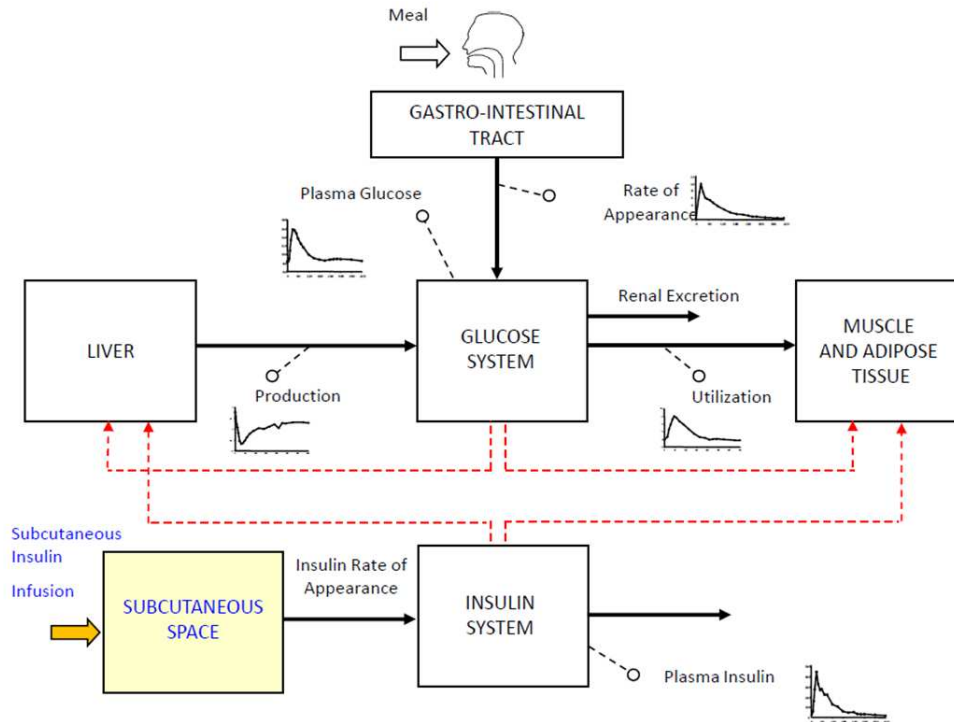 Meal
GASTRO-INTESTINAL
TRACT
Plasma Glucose
Rate of
Appearance
LIVER
GLUCOSE
SYSTEM
Renal Excretion
MUSCLE
AND ADIPOSE
TISSUE
Production
Utilization
Subcutaneous
Insulin
Infusion
SUBCUTANEOUS
SPACE
Insulin Rate of
Appearance
INSULIN
SYSTEM
Plasma Insulin